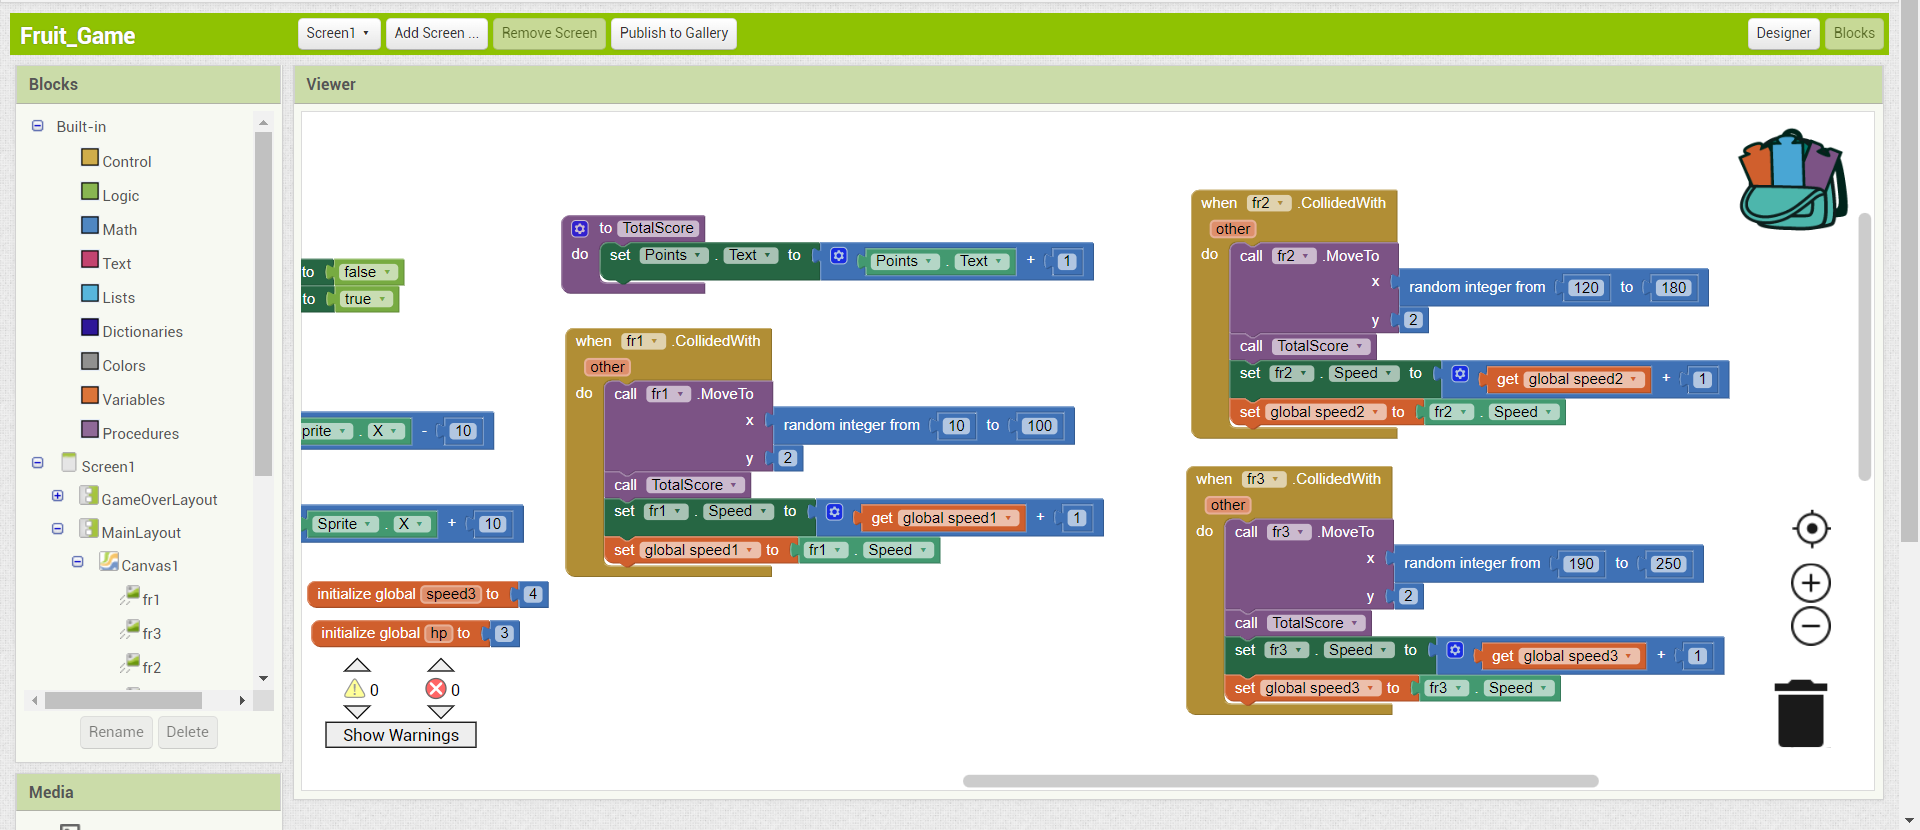 Fruit_Game
Screen1
Add Screen ...
Remove Screen
Publish to Gallery
Designer
Blocks
Blocks
Built-in
Control
Logic
Math
Text
Lists
Dictionaries
Colors
Variables
Procedures
Screen1
GameOverLayout
MainLayout
Canvas1
fr1
fr3
fr2
Rename
Delete
Media
Viewer
to false
to true
prite . X - 10
Sprite . X + 10
initialize global speed3 to 4
initialize global hp to 3
0 0
Show Warnings
to TotalScore
do set Points . Text to Points . Text + 1
when fr1 .CollidedWith
other
do call fr1 .MoveTo
x random integer from 10 to 100
y 2
call TotalScore
set fr1 . Speed to get global speed1 + 1
set global speed1 to fr1 . Speed
when fr2 .CollidedWith
other
do call fr2 .MoveTo
x random integer from 120 to 180
y 2
call TotalScore
set fr2 . Speed to get global speed2 + 1
set global speed2 to fr2 . Speed
when fr3 .CollidedWith
other
do call fr3 .MoveTo
x random integer from 190 to 250
y 2
call TotalScore
set fr3 . Speed to get global speed3 + 1
set global speed3 to fr3 . Speed